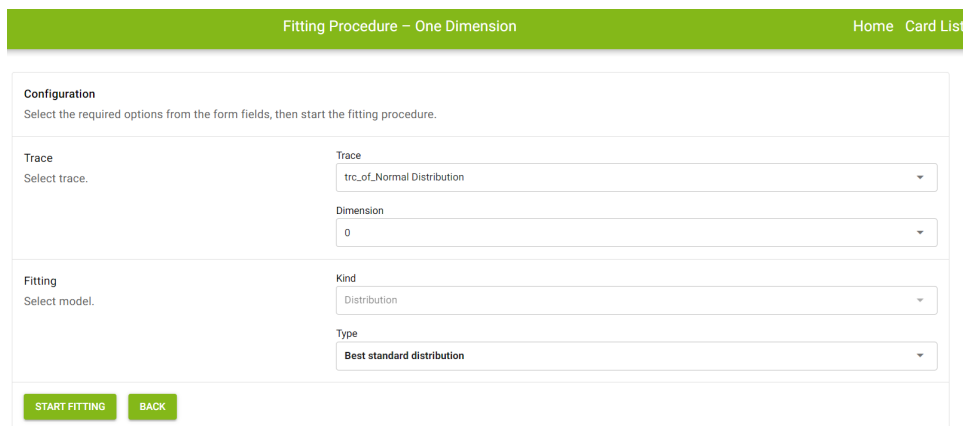 Fitting Procedure – One Dimension
Home Card List
Configuration
Select the required options from the form fields, then start the fitting procedure.
Trace
Select trace.
Trace
trc_of_Normal Distribution
Dimension
0
Fitting
Select model.
Kind
Distribution
Type
Best standard distribution
START FITTING
BACK